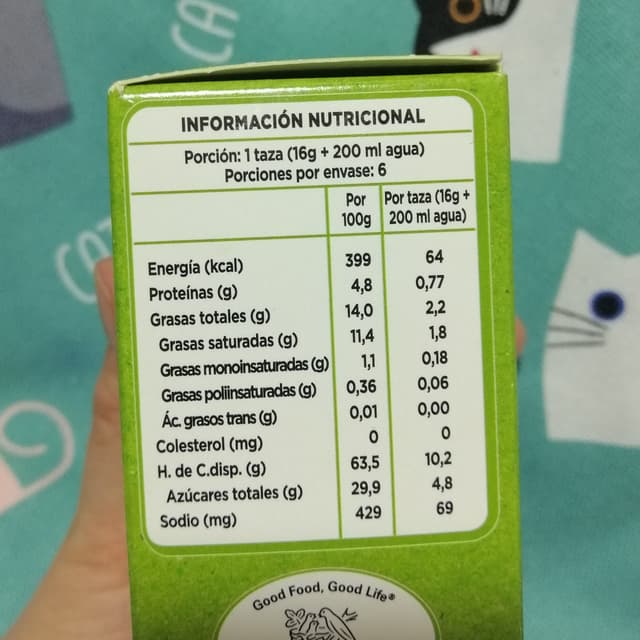 CA
CAT
INFORMACIÓN NUTRICIONAL
Porción: 1 taza (16g + 200 ml agua)
Porciones por envase: 6
Por 100g Por taza (16g + 200 ml agua)
Energía (kcal) 399 64
Proteínas (g) 4,8 0,77
Grasas totales (g) 14,0 2,2
Grasas saturadas (g) 11,4 1,8
Grasas monoinsaturadas (g) 1,1 0,18
Grasas poliinsaturadas (g) 0,36 0,06
Ác. grasos trans (g) 0,01 0,00
Colesterol (mg) 0 0
H. de C.disp. (g) 63,5 10,2
Azúcares totales (g) 29,9 4,8
Sodio (mg) 429 69
Good Food, Good Life®